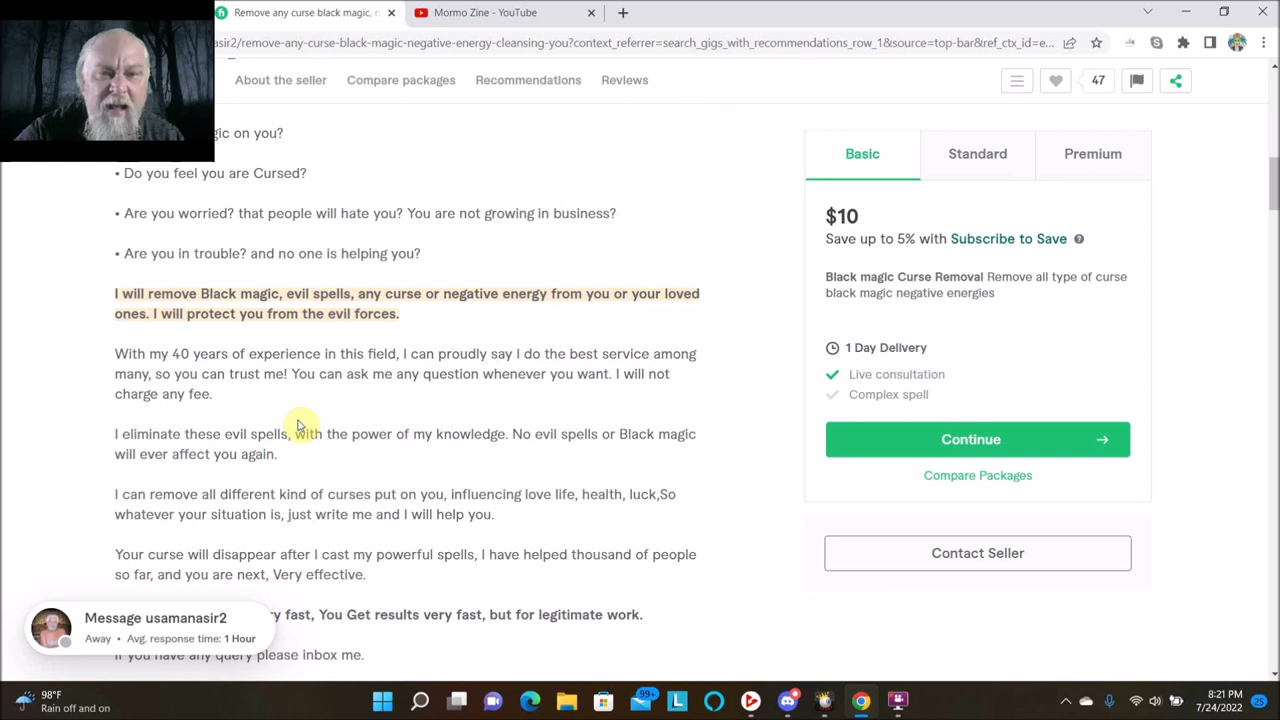 Remove any curse black magic, n
Mormo Zine - YouTube
asir2/remove-any-curse-black-magic-negative-energy-cleansing-you?context_referrer=search_gigs_with_recommendations_row_1&source=top-bar&ref_ctx_id=e...
About the seller
Compare packages
Recommendations
Reviews
47
gic on you?
• Do you feel you are Cursed?
• Are you worried? that people will hate you? You are not growing in business?
• Are you in trouble? and no one is helping you?
I will remove Black magic, evil spells, any curse or negative energy from you or your loved
ones. I will protect you from the evil forces.
With my 40 years of experience in this field, I can proudly say I do the best service among
many, so you can trust me! You can ask me any question whenever you want. I will not
charge any fee.
I eliminate these evil spells, with the power of my knowledge. No evil spells or Black magic
will ever affect you again.
I can remove all different kind of curses put on you, influencing love life, health, luck,So
whatever your situation is, just write me and I will help you.
Your curse will disappear after I cast my powerful spells, I have helped thousand of people
so far, and you are next, Very effective.
ry fast, You Get results very fast, but for legitimate work.
If you have any query please inbox me.
Message usamanasir2
Away • Avg. response time: 1 Hour
Basic
Standard
Premium
$10
Save up to 5% with Subscribe to Save
Black magic Curse Removal Remove all type of curse
black magic negative energies
1 Day Delivery
Live consultation
Complex spell
Continue
Compare Packages
Contact Seller
98°F
Rain off and on
99+
L
8:21 PM
7/24/2022
25